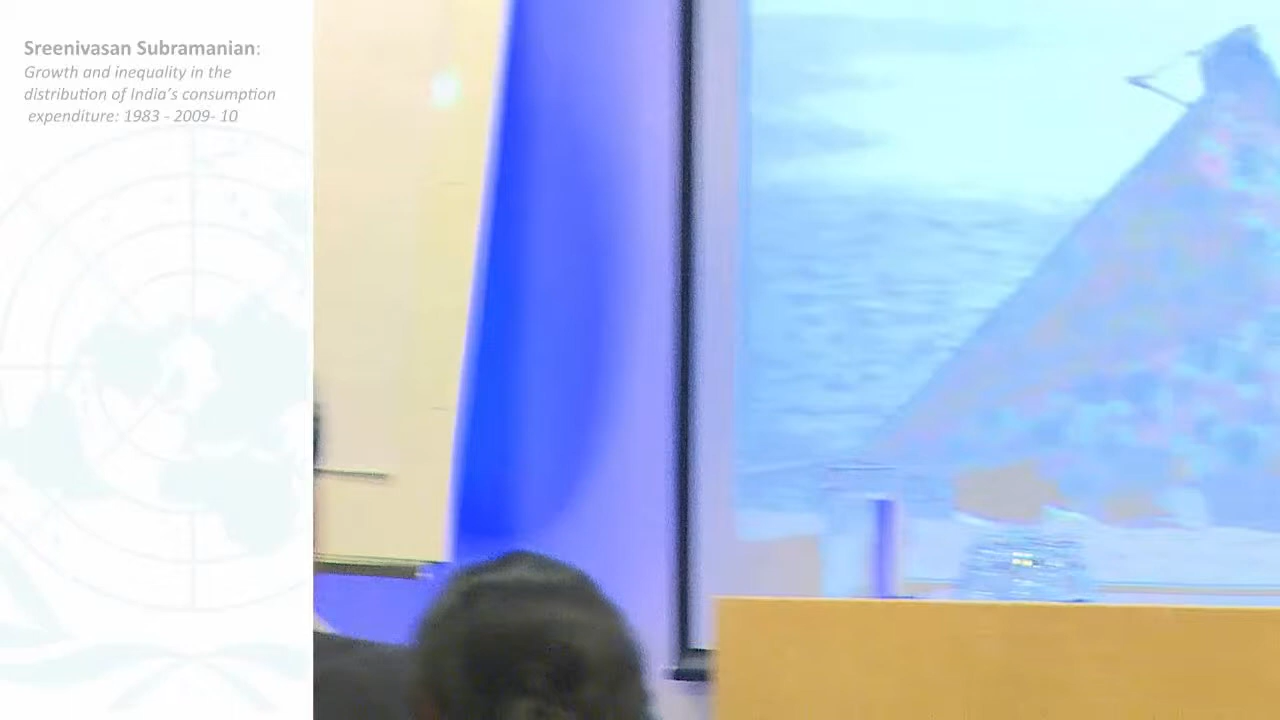 Sreenivasan Subramanian:
Growth and inequality in the
distribution of India's consumption
expenditure: 1983 - 2009- 10